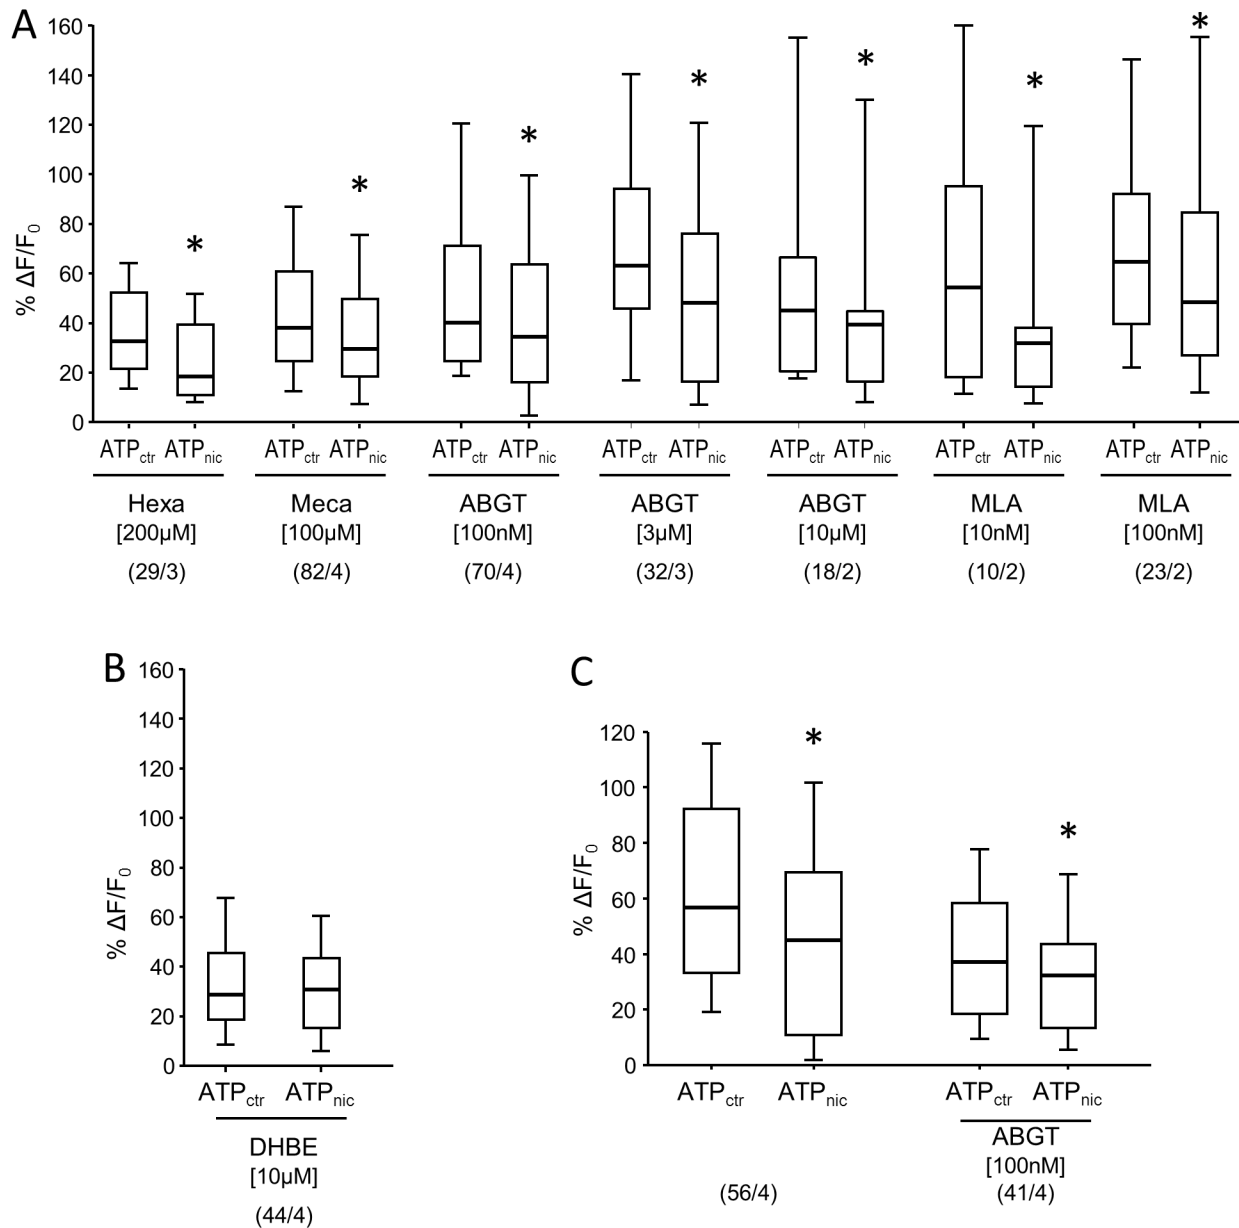 A
160
140
120
100
80
60
40
20
0
% ΔF/F0
*
*
*
*
*
*
*
ATPctr ATPnic ATPctr ATPnic ATPctr ATPnic ATPctr ATPnic ATPctr ATPnic ATPctr ATPnic ATPctr ATPnic
Hexa Meca ABGT ABGT ABGT MLA MLA
[200µM] [100µM] [100nM] [3µM] [10µM] [10nM] [100nM]
(29/3) (82/4) (70/4) (32/3) (18/2) (10/2) (23/2)
B
160
140
120
100
80
60
40
20
0
% ΔF/F0
ATPctr ATPnic
DHBE
[10µM]
(44/4)
C
120
100
80
60
40
20
0
% ΔF/F0
*
*
ATPctr ATPnic ATPctr ATPnic
ABGT
[100nM]
(56/4) (41/4)